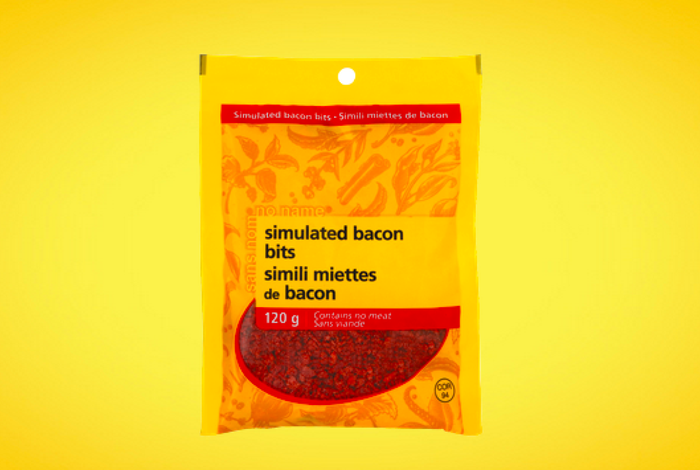 Simulated bacon bits • Simili miettes de bacon
no name
sans nom
simulated bacon
bits
simili miettes
de bacon
120 g
Contains no meat
Sans viande
COR
94